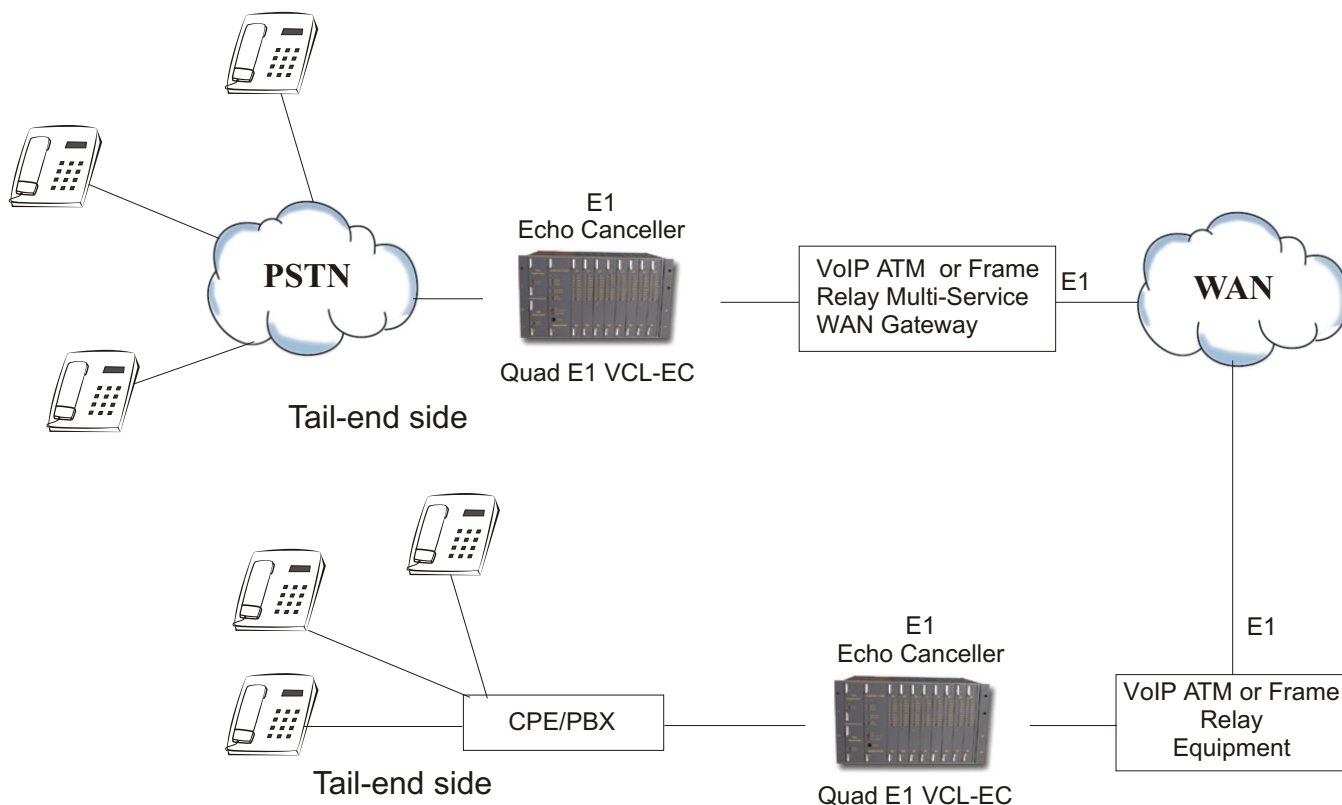 E1
Echo Canceller
PSTN
VoIP ATM or Frame
Relay Multi-Service
WAN Gateway
E1
WAN
Quad E1 VCL-EC
Tail-end side
E1
E1
Echo Canceller
CPE/PBX
VoIP ATM or Frame
Relay
Equipment
Tail-end side
Quad E1 VCL-EC